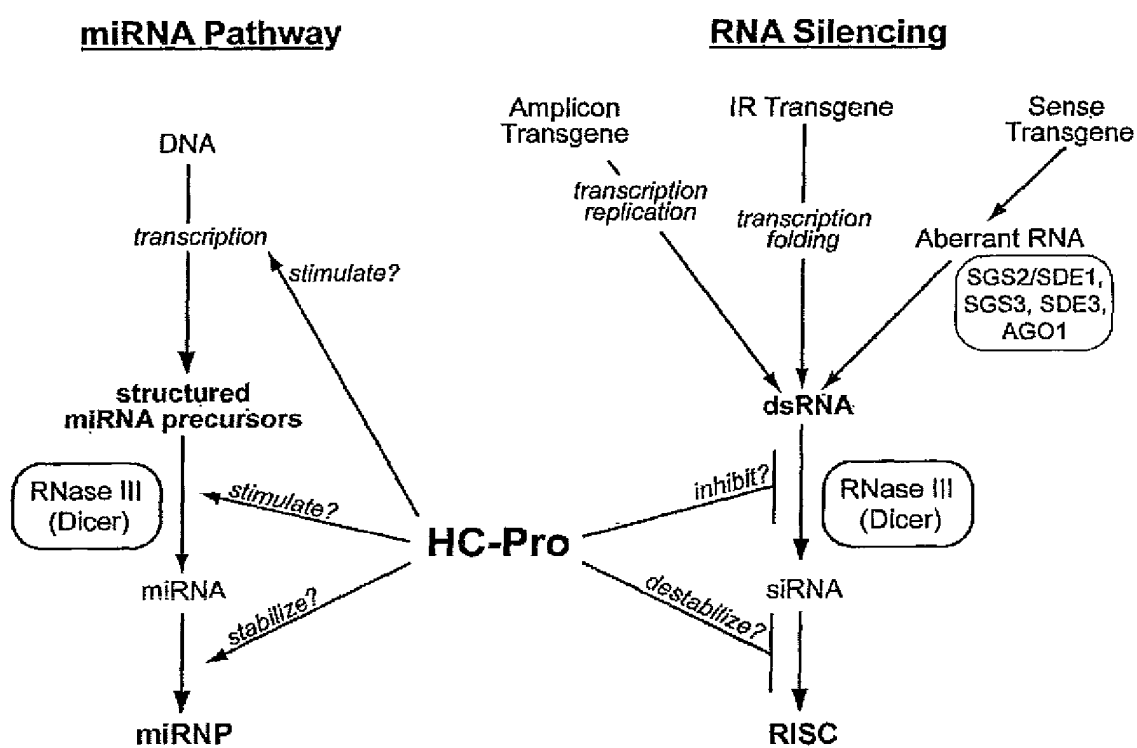 miRNA Pathway
RNA Silencing
DNA
transcription
stimulate?
structured
miRNA precursors
RNase III
(Dicer)
stimulate?
miRNA
stabilize?
miRNP
HC-Pro
Amplicon
Transgene
transcription
replication
IR Transgene
transcription
folding
Sense
Transgene
Aberrant RNA
SGS2/SDE1,
SGS3, SDE3,
AGO1
dsRNA
inhibit?
RNase III
(Dicer)
siRNA
destabilize?
RISC